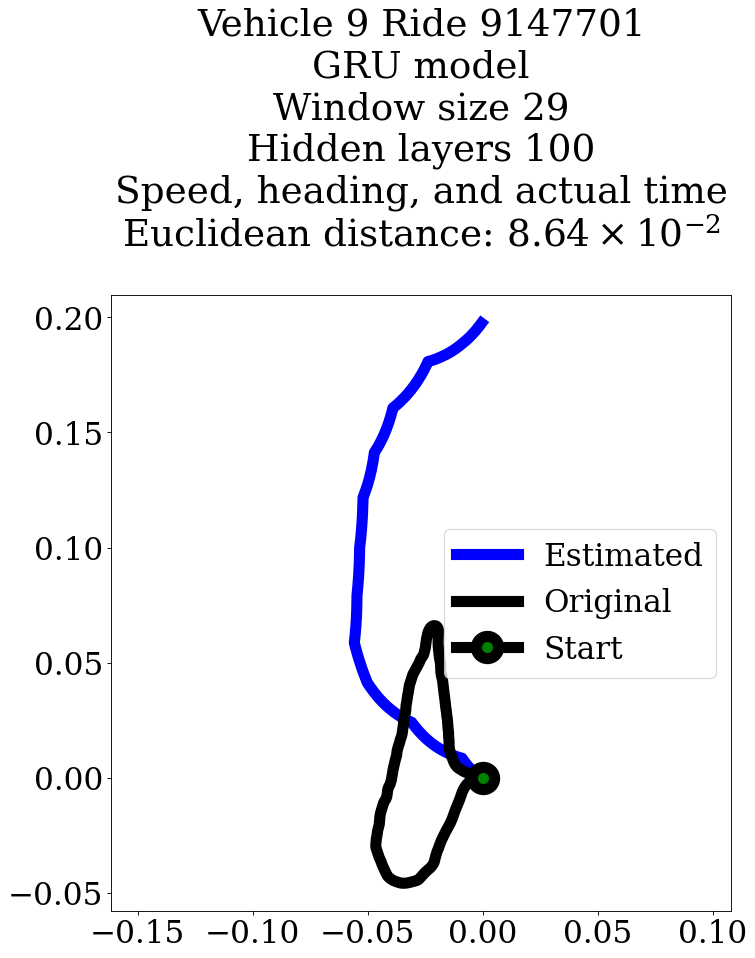 Vehicle 9 Ride 9147701
GRU model
Window size 29
Hidden layers 100
Speed, heading, and actual time
Euclidean distance: 8.64 × 10⁻²
0.20
0.15
0.10
0.05
0.00
−0.05
Estimated
Original
Start
−0.15 −0.10 −0.05 0.00 0.05 0.10